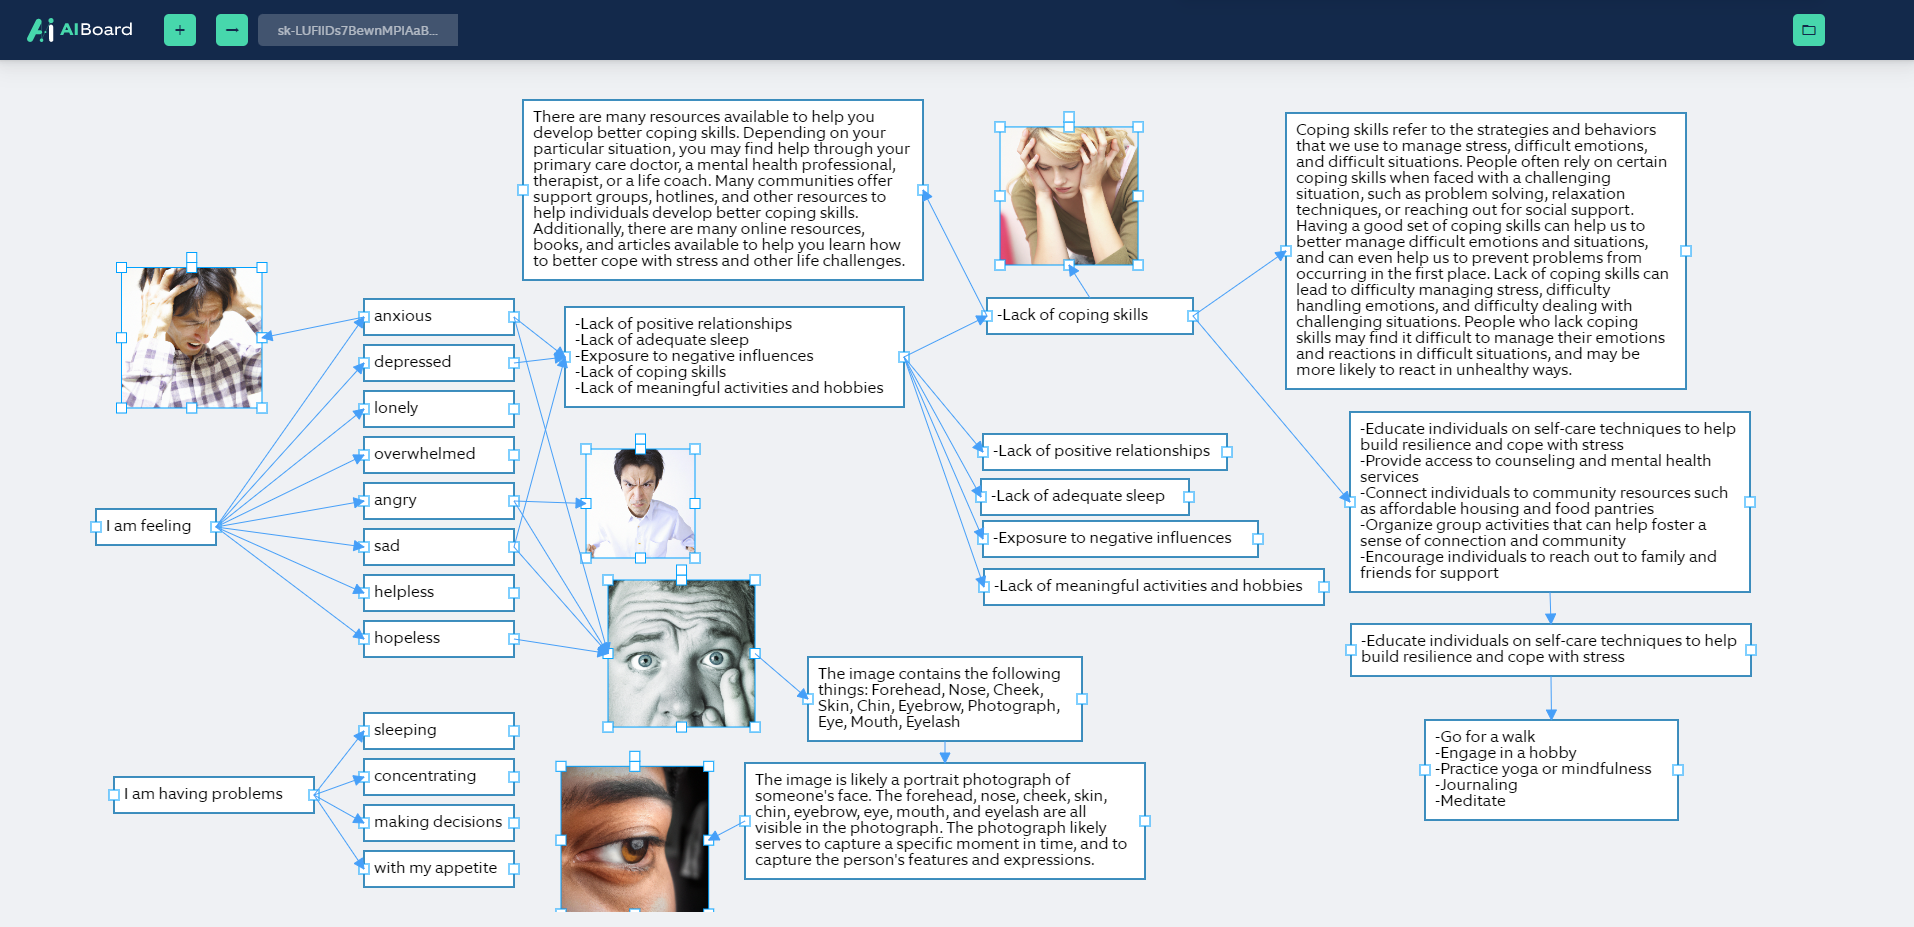 Ai AIBoard
+
sk-LUFIIDs7BewnMPIAaB...
There are many resources available to help you
develop better coping skills. Depending on your
particular situation, you may find help through your
primary care doctor, a mental health professional,
therapist, or a life coach. Many communities offer
support groups, hotlines, and other resources to
help individuals develop better coping skills.
Additionally, there are many online resources,
books, and articles available to help you learn how
to better cope with stress and other life challenges.
Coping skills refer to the strategies and behaviors
that we use to manage stress, difficult emotions,
and difficult situations. People often rely on certain
coping skills when faced with a challenging
situation, such as problem solving, relaxation
techniques, or reaching out for social support.
Having a good set of coping skills can help us to
better manage difficult emotions and situations,
and can even help us to prevent problems from
occurring in the first place. Lack of coping skills can
lead to difficulty managing stress, difficulty
handling emotions, and difficulty dealing with
challenging situations. People who lack coping
skills may find it difficult to manage their emotions
and reactions in difficult situations, and may be
more likely to react in unhealthy ways.
anxious
depressed
lonely
overwhelmed
angry
sad
helpless
hopeless
I am feeling
-Lack of positive relationships
-Lack of adequate sleep
-Exposure to negative influences
-Lack of coping skills
-Lack of meaningful activities and hobbies
-Lack of coping skills
-Lack of positive relationships
-Lack of adequate sleep
-Exposure to negative influences
-Lack of meaningful activities and hobbies
-Educate individuals on self-care techniques to help
build resilience and cope with stress
-Provide access to counseling and mental health
services
-Connect individuals to community resources such
as affordable housing and food pantries
-Organize group activities that can help foster a
sense of connection and community
-Encourage individuals to reach out to family and
friends for support
-Educate individuals on self-care techniques to help
build resilience and cope with stress
-Go for a walk
-Engage in a hobby
-Practice yoga or mindfulness
-Journaling
-Meditate
The image contains the following
things: Forehead, Nose, Cheek,
Skin, Chin, Eyebrow, Photograph,
Eye, Mouth, Eyelash
The image is likely a portrait photograph of
someone's face. The forehead, nose, cheek, skin,
chin, eyebrow, eye, mouth, and eyelash are all
visible in the photograph. The photograph likely
serves to capture a specific moment in time, and to
capture the person's features and expressions.
I am having problems
sleeping
concentrating
making decisions
with my appetite